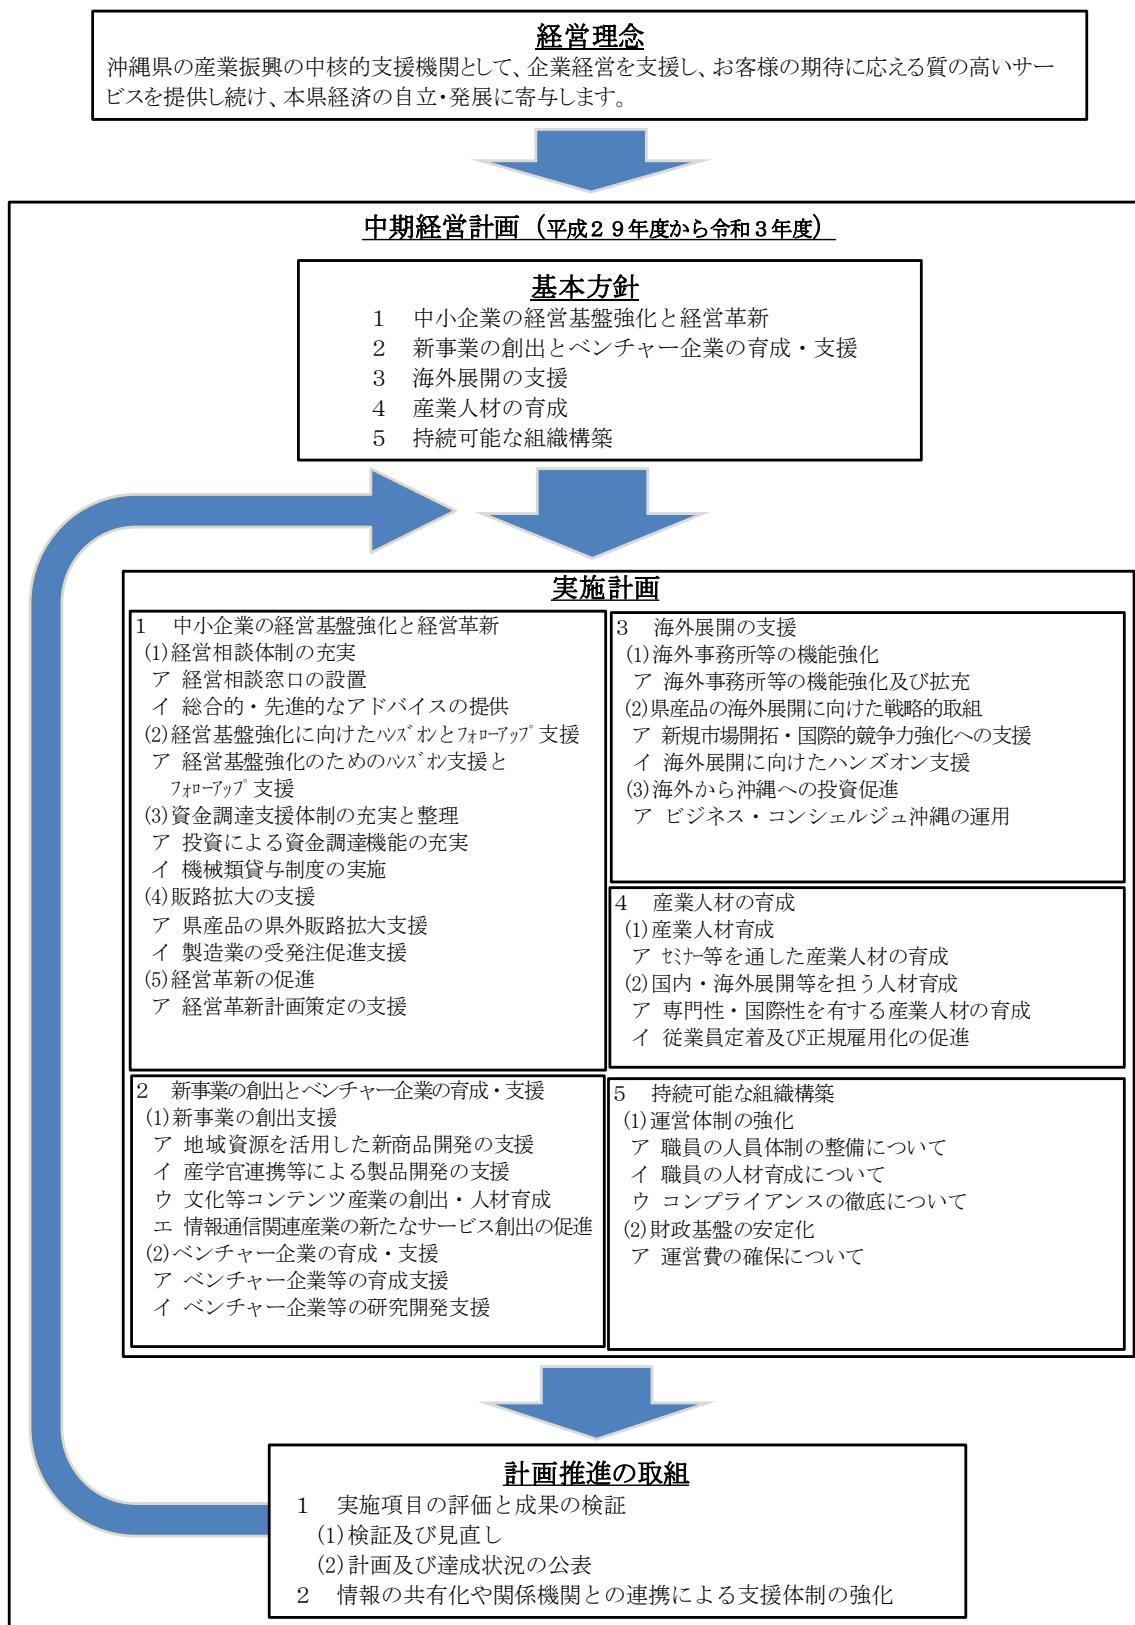 経営理念
沖縄県の産業振興の中核的支援機関として、企業経営を支援し、お客様の期待に応える質の高いサー
ビスを提供し続け、本県経済の自立・発展に寄与します。
中期経営計画（平成２９年度から令和３年度）
基本方針
１　中小企業の経営基盤強化と経営革新
２　新事業の創出とベンチャー企業の育成・支援
３　海外展開の支援
４　産業人材の育成
５　持続可能な組織構築
実施計画
１　中小企業の経営基盤強化と経営革新
(1)経営相談体制の充実
ア 経営相談窓口の設置
イ 総合的・先進的なアドバイスの提供
(2)経営基盤強化に向けたﾊﾝｽﾞｵﾝとﾌｫﾛｰｱｯﾌﾟ支援
ア 経営基盤強化のためのﾊﾝｽﾞｵﾝ支援と
ﾌｫﾛｰｱｯﾌﾟ支援
(3)資金調達支援体制の充実と整理
ア 投資による資金調達機能の充実
イ 機械類貸与制度の実施
(4)販路拡大の支援
ア 県産品の県外販路拡大支援
イ 製造業の受発注促進支援
(5)経営革新の促進
ア 経営革新計画策定の支援
２　新事業の創出とベンチャー企業の育成・支援
(1)新事業の創出支援
ア 地域資源を活用した新商品開発の支援
イ 産学官連携等による製品開発の支援
ウ 文化等コンテンツ産業の創出・人材育成
エ 情報通信関連産業の新たなサービス創出の促進
(2)ベンチャー企業の育成・支援
ア ベンチャー企業等の育成支援
イ ベンチャー企業等の研究開発支援
３　海外展開の支援
(1)海外事務所等の機能強化
ア 海外事務所等の機能強化及び拡充
(2)県産品の海外展開に向けた戦略的取組
ア 新規市場開拓・国際的競争力強化への支援
イ 海外展開に向けたハンズオン支援
(3)海外から沖縄への投資促進
ア ビジネス・コンシェルジュ沖縄の運用
４　産業人材の育成
(1)産業人材育成
ア ｾﾐﾅｰ等を通した産業人材の育成
(2)国内・海外展開等を担う人材育成
ア 専門性・国際性を有する産業人材の育成
イ 従業員定着及び正規雇用化の促進
５　持続可能な組織構築
(1)運営体制の強化
ア 職員の人員体制の整備について
イ 職員の人材育成について
ウ コンプライアンスの徹底について
(2)財政基盤の安定化
ア 運営費の確保について
計画推進の取組
１　実施項目の評価と成果の検証
(1)検証及び見直し
(2)計画及び達成状況の公表
２　情報の共有化や関係機関との連携による支援体制の強化